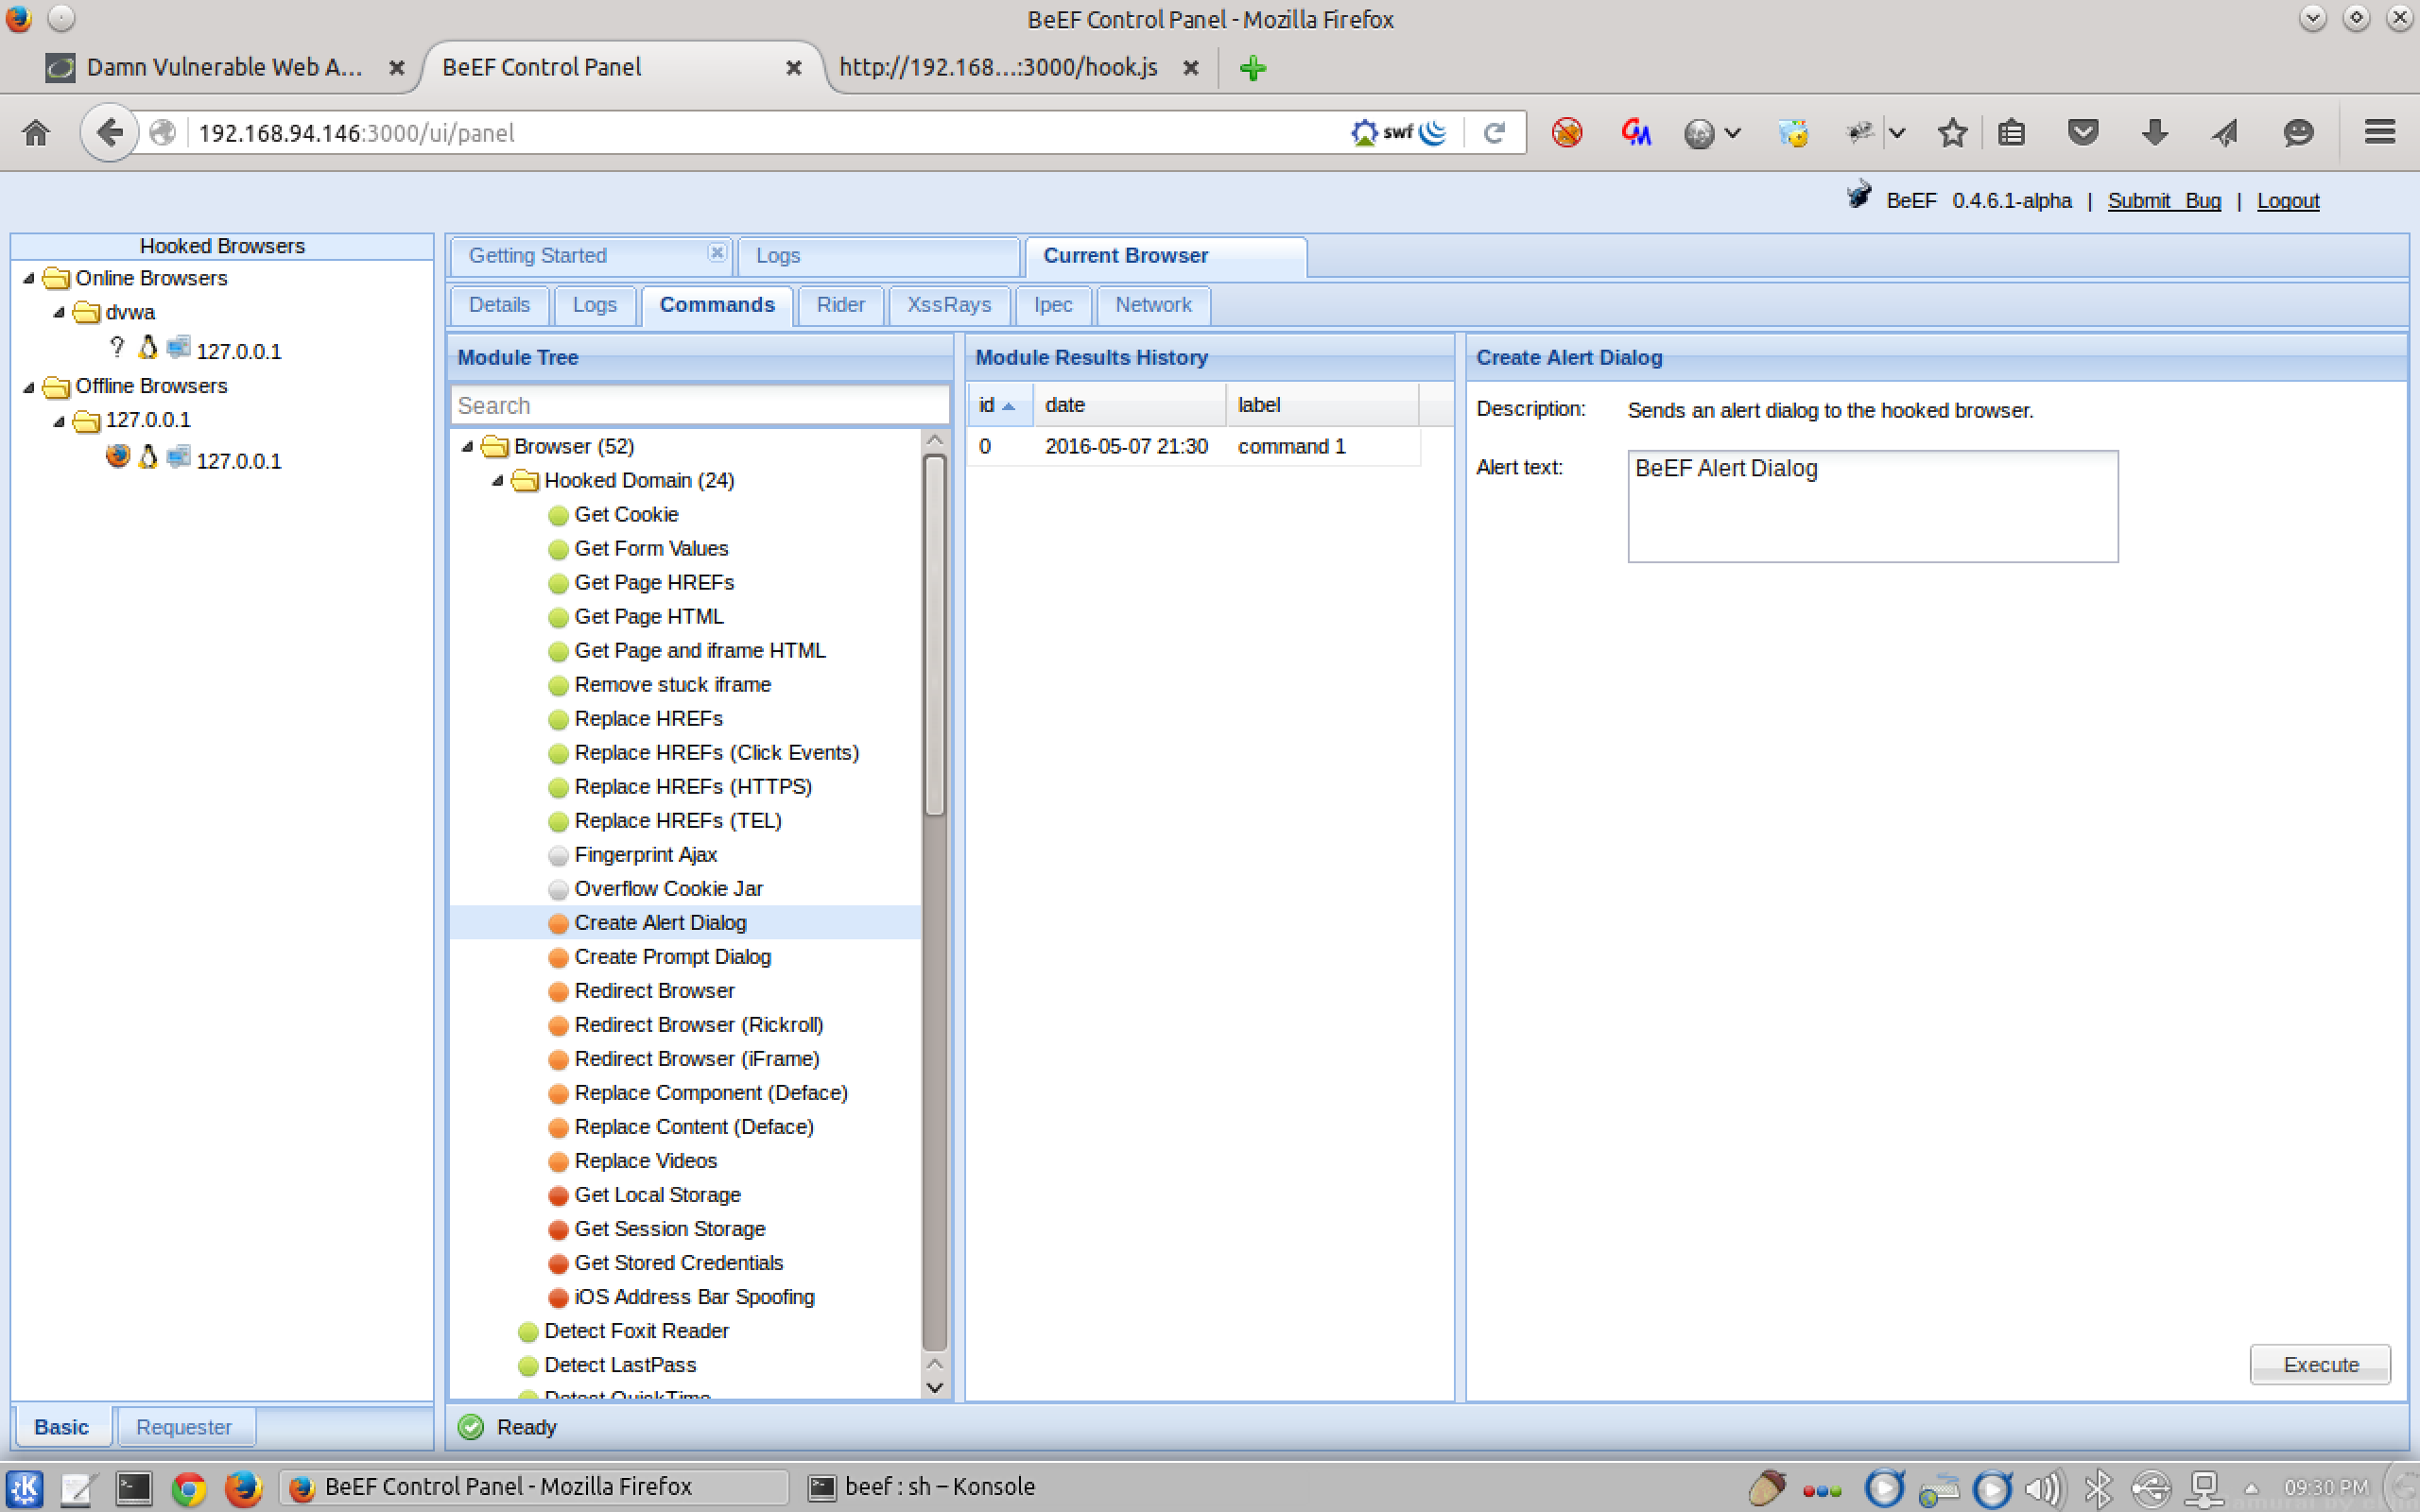 BeEF Control Panel - Mozilla Firefox
Damn Vulnerable Web A...
BeEF Control Panel
http://192.168...:3000/hook.js
192.168.94.146:3000/ui/panel
swf
BeEF 0.4.6.1-alpha | Submit Bug | Logout
Hooked Browsers
Online Browsers
dvwa
? 127.0.0.1
Offline Browsers
127.0.0.1
127.0.0.1
Basic
Requester
Getting Started
Logs
Current Browser
Details
Logs
Commands
Rider
XssRays
Ipec
Network
Module Tree
Search
Browser (52)
Hooked Domain (24)
Get Cookie
Get Form Values
Get Page HREFs
Get Page HTML
Get Page and iframe HTML
Remove stuck iframe
Replace HREFs
Replace HREFs (Click Events)
Replace HREFs (HTTPS)
Replace HREFs (TEL)
Fingerprint Ajax
Overflow Cookie Jar
Create Alert Dialog
Create Prompt Dialog
Redirect Browser
Redirect Browser (Rickroll)
Redirect Browser (iFrame)
Replace Component (Deface)
Replace Content (Deface)
Replace Videos
Get Local Storage
Get Session Storage
Get Stored Credentials
iOS Address Bar Spoofing
Detect Foxit Reader
Detect LastPass
Detect QuickTime
Module Results History
id date label
0 2016-05-07 21:30 command 1
Create Alert Dialog
Description: Sends an alert dialog to the hooked browser.
Alert text: BeEF Alert Dialog
Execute
Ready
BeEF Control Panel - Mozilla Firefox
beef : sh – Konsole
09:30 PM